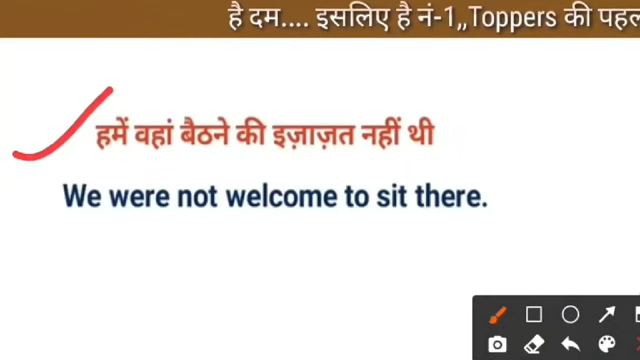 है दम.... इसलिए है नं-1,,Toppers की पहल
हमें वहां बैठने की इज़ाज़त नहीं थी
We were not welcome to sit there.